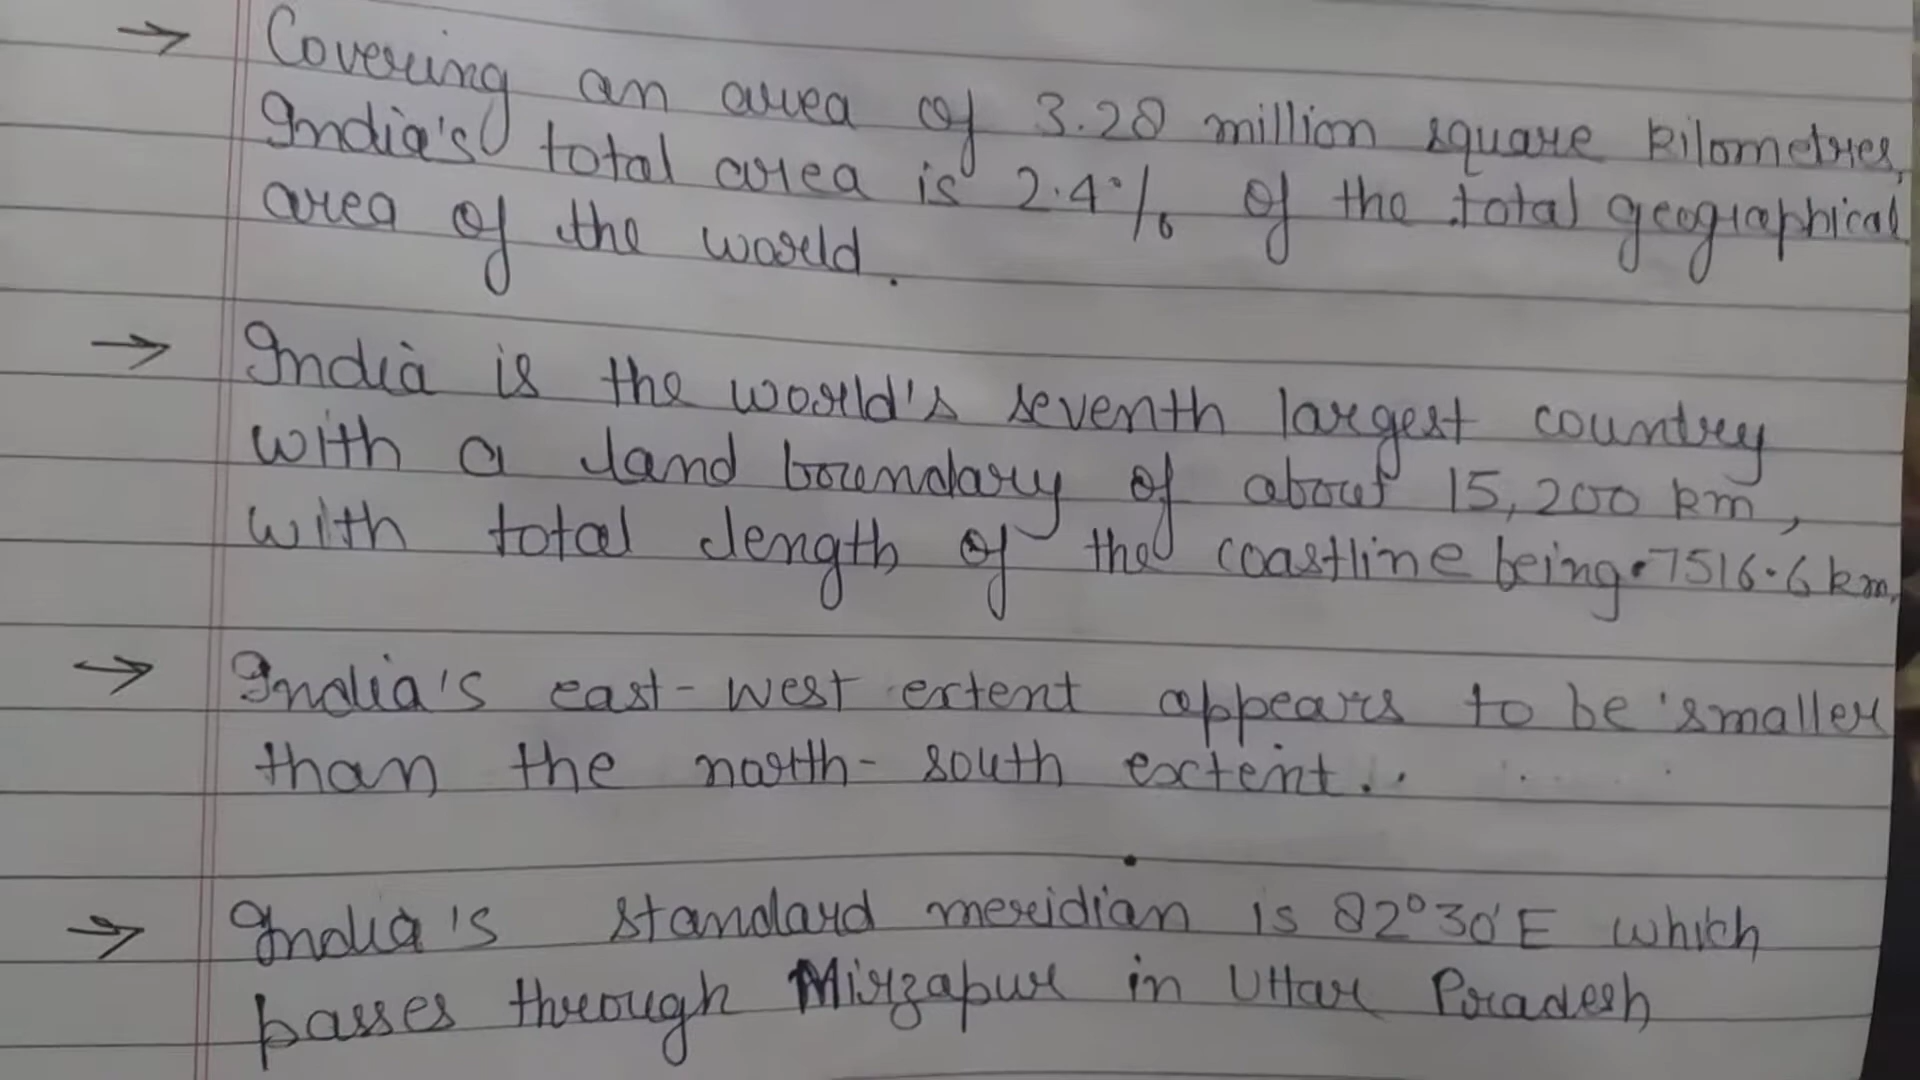 → Covering an area of 3.28 million square kilometres,
India's total area is 2.4% of the total geographical
area of the world.
→ India is the world's seventh largest country
with a land boundary of about 15,200 km,
with total length of the coastline being 7516.6 km.
→ India's east-west extent appears to be smaller
than the north-south extent.
→ India's standard meridian is 82°30'E which
passes through Mirzapur in Uttar Pradesh